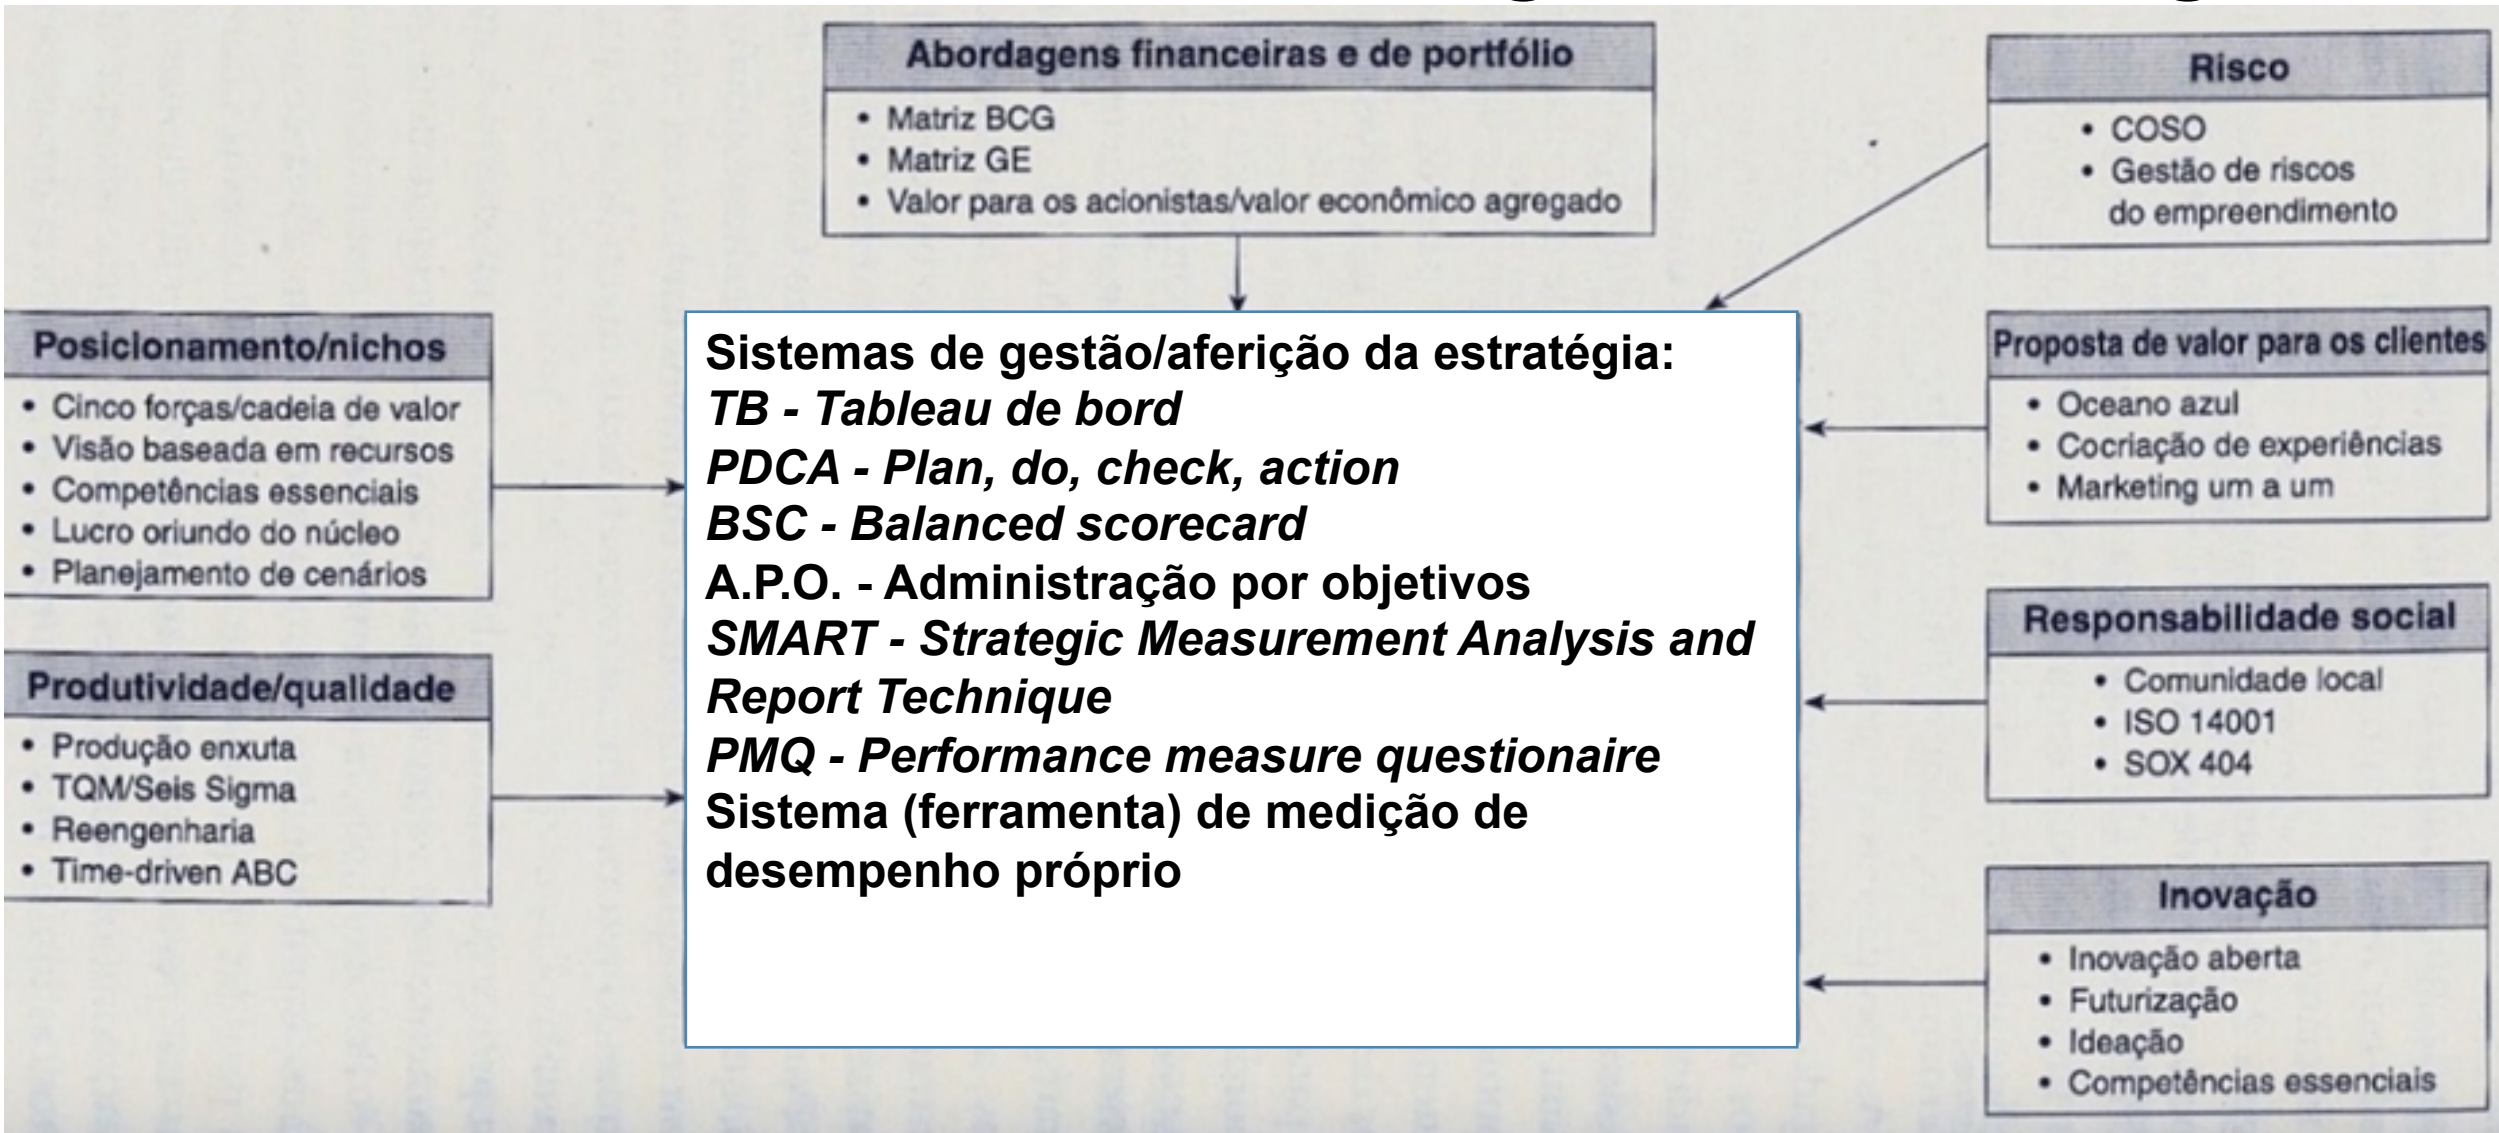 Abordagens financeiras e de portfólio
• Matriz BCG
• Matriz GE
• Valor para os acionistas/valor econômico agregado
Risco
• COSO
• Gestão de riscos
do empreendimento
Posicionamento/nichos
• Cinco forças/cadeia de valor
• Visão baseada em recursos
• Competências essenciais
• Lucro oriundo do núcleo
• Planejamento de cenários
Produtividade/qualidade
• Produção enxuta
• TQM/Seis Sigma
• Reengenharia
• Time-driven ABC
Sistemas de gestão/aferição da estratégia:
TB - Tableau de bord
PDCA - Plan, do, check, action
BSC - Balanced scorecard
A.P.O. - Administração por objetivos
SMART - Strategic Measurement Analysis and
Report Technique
PMQ - Performance measure questionaire
Sistema (ferramenta) de medição de
desempenho próprio
Proposta de valor para os clientes
• Oceano azul
• Cocriação de experiências
• Marketing um a um
Responsabilidade social
• Comunidade local
• ISO 14001
• SOX 404
Inovação
• Inovação aberta
• Futurização
• Ideação
• Competências essenciais